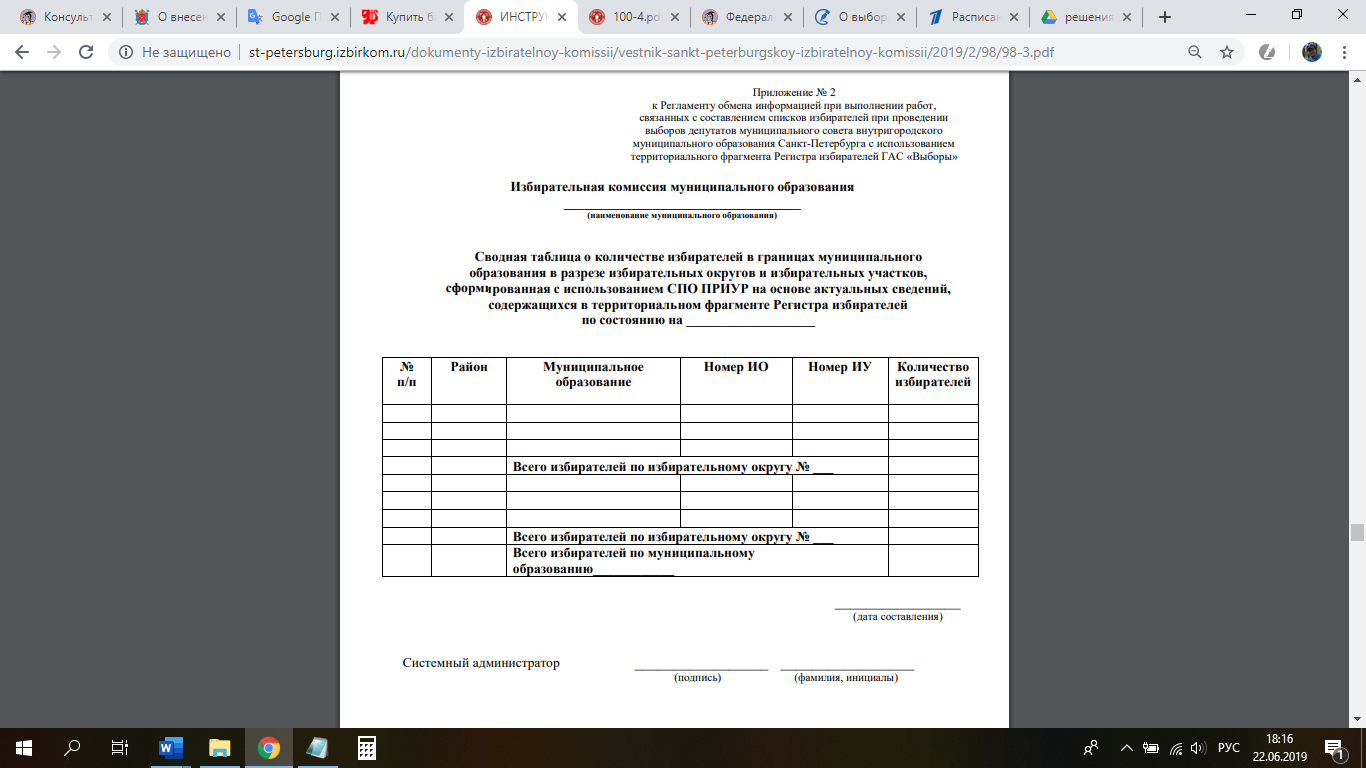 Консульт
О внесен
Google П
Купить б
ИНСТРУК
100-4.pd
Федерал
О выбор
Расписан
решения
Не защищено | st-petersburg.izbirkom.ru/dokumenty-izbiratelnoy-komissii/vestnik-sankt-peterburgskoy-izbiratelnoy-komissii/2019/2/98/98-3.pdf
Приложение № 2
к Регламенту обмена информацией при выполнении работ,
связанных с составлением списков избирателей при проведении
выборов депутатов муниципального совета внутригородского
муниципального образования Санкт-Петербурга с использованием
территориального фрагмента Регистра избирателей ГАС «Выборы»
Избирательная комиссия муниципального образования
___________________________________
(наименование муниципального образования)
Сводная таблица о количестве избирателей в границах муниципального
образования в разрезе избирательных округов и избирательных участков,
сформированная с использованием СПО ПРИУР на основе актуальных сведений,
содержащихся в территориальном фрагменте Регистра избирателей
по состоянию на ___________________
№ п/п Район Муниципальное образование Номер ИО Номер ИУ Количество избирателей
Всего избирателей по избирательному округу № ___
Всего избирателей по избирательному округу № ___
Всего избирателей по муниципальному
образованию____________
___________________
(дата составления)
Системный администратор ____________________ ____________________
(подпись) (фамилия, инициалы)
РУС
18:16
22.06.2019
1